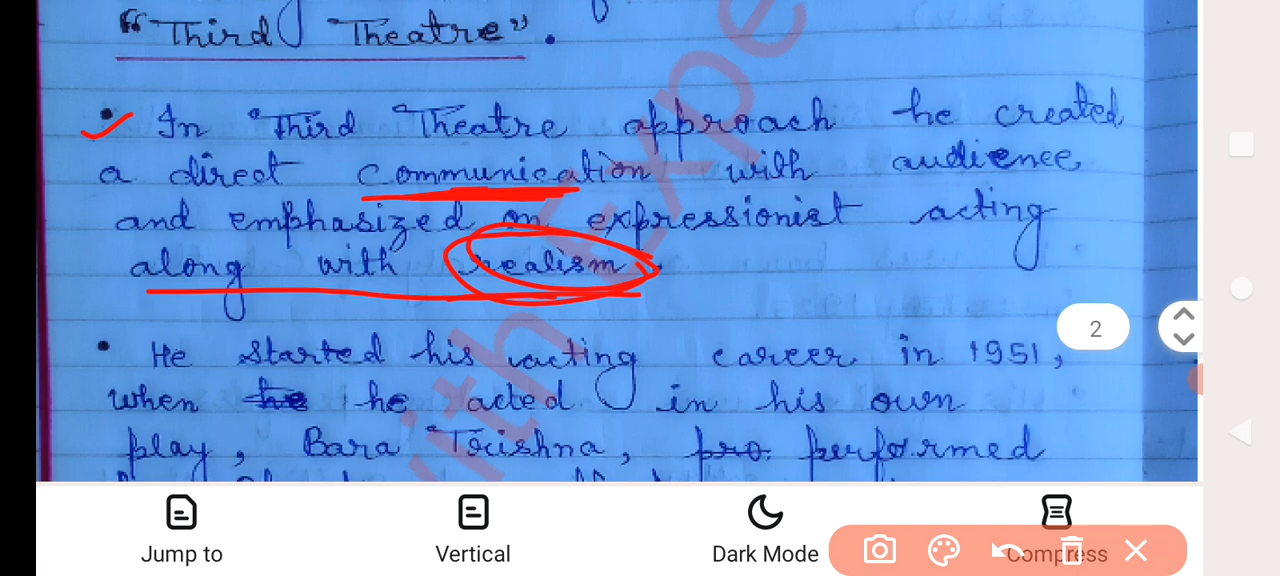 "Third Theatre".
• In Third Theatre approach he created
a direct communication with audience
and emphasized on expressionist acting
along with realism.
2
• He started his acting career in 1951,
when he he acted in his own
play, Bara Trishna, pro. performed
Jump to
Vertical
Dark Mode
Compress